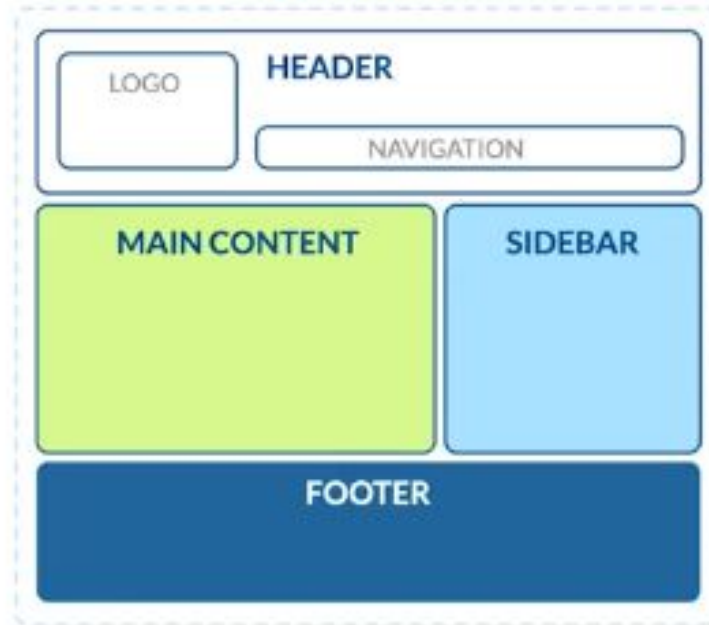 LOGO
HEADER
NAVIGATION
MAIN CONTENT
SIDEBAR
FOOTER